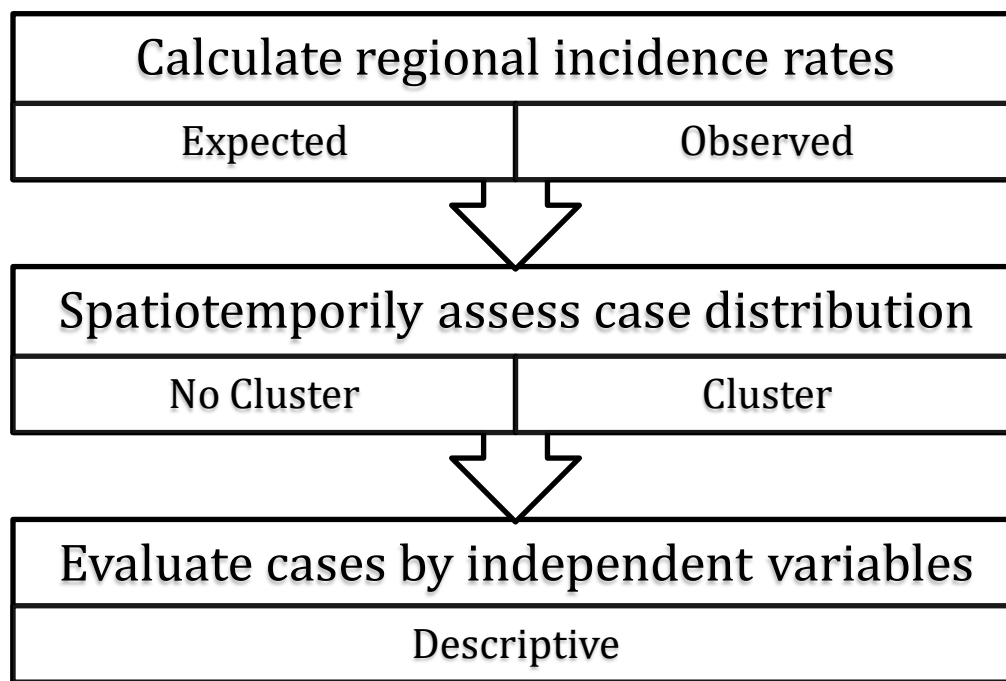 Calculate regional incidence rates
Expected Observed
Spatiotemporily assess case distribution
No Cluster Cluster
Evaluate cases by independent variables
Descriptive